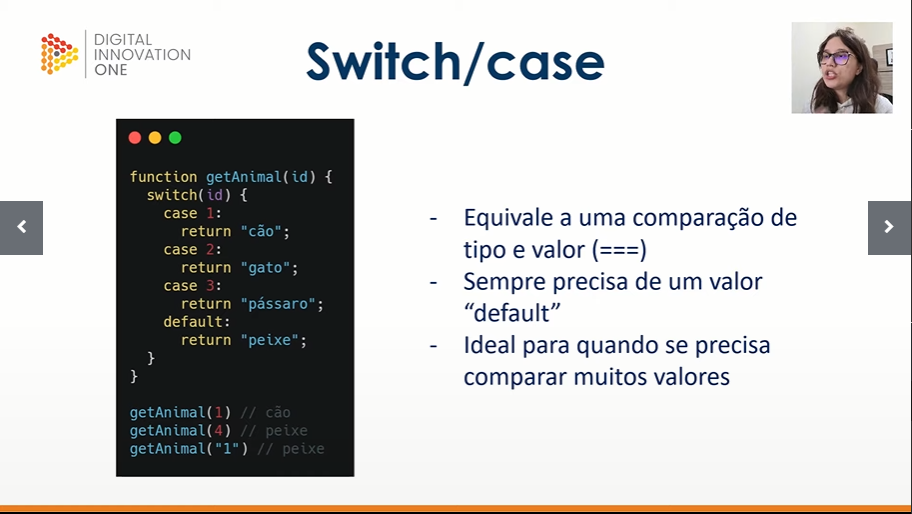 DIGITAL
INNOVATION
ONE
Switch/case
function getAnimal(id) {
  switch(id) {
    case 1:
      return "cão";
    case 2:
      return "gato";
    case 3:
      return "pássaro";
    default:
      return "peixe";
  }
}
getAnimal(1) // cão
getAnimal(4) // peixe
getAnimal("1") // peixe
- Equivale a uma comparação de
tipo e valor (===)
- Sempre precisa de um valor
“default”
- Ideal para quando se precisa
comparar muitos valores